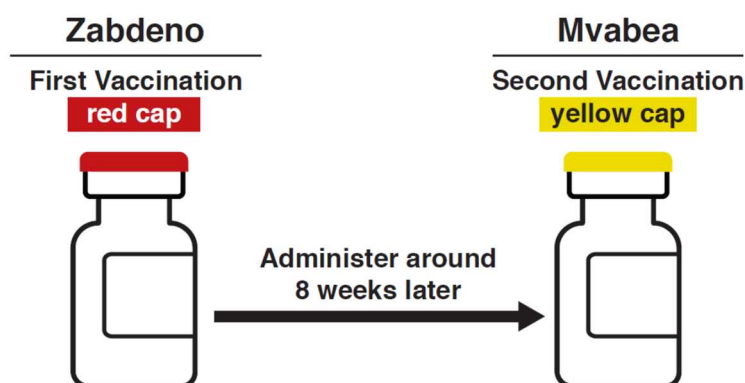 Zabdeno
First Vaccination
red cap
Mvabea
Second Vaccination
yellow cap
Administer around
8 weeks later